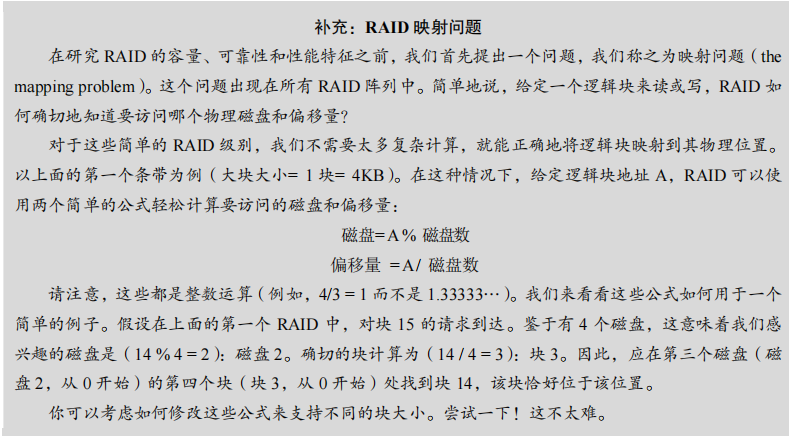 补充：RAID 映射问题
在研究 RAID 的容量、可靠性和性能特征之前，我们首先提出一个问题，我们称之为映射问题（the
mapping problem）。这个问题出现在所有 RAID 阵列中。简单地说，给定一个逻辑块来读或写，RAID 如
何确切地知道要访问哪个物理磁盘和偏移量？
对于这些简单的 RAID 级别，我们不需要太多复杂计算，就能正确地将逻辑块映射到其物理位置。
以上面的第一个条带为例（大块大小= 1 块= 4KB）。在这种情况下，给定逻辑块地址 A，RAID 可以使
用两个简单的公式轻松计算要访问的磁盘和偏移量：
磁盘=A % 磁盘数
偏移量 =A / 磁盘数
请注意，这些都是整数运算（例如，4/3 = 1 而不是 1.33333…）。我们来看看这些公式如何用于一个
简单的例子。假设在上面的第一个 RAID 中，对块 15 的请求到达。鉴于有 4 个磁盘，这意味着我们感
兴趣的磁盘是（14 % 4 = 2）：磁盘 2。确切的块计算为（14 / 4 = 3）：块 3。因此，应在第三个磁盘（磁
盘 2，从 0 开始）的第四个块（块 3，从 0 开始）处找到块 14，该块恰好位于该位置。
你可以考虑如何修改这些公式来支持不同的块大小。尝试一下！这不太难。